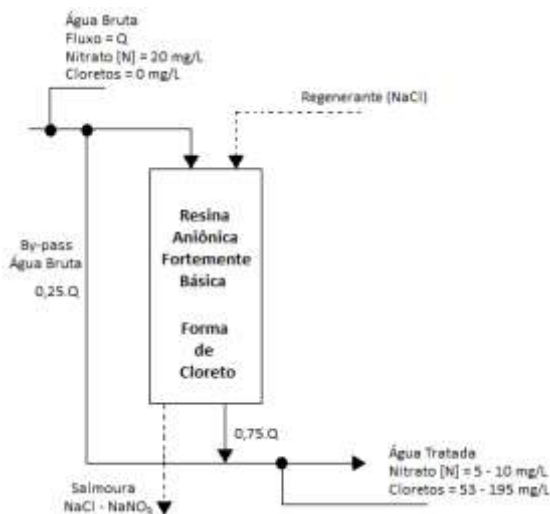 Água Bruta
Fluxo = Q
Nitrato [N] = 20 mg/L
Cloretos = 0 mg/L
Regenerante (NaCl)
Resina
Aniônica
Fortemente
Básica
Forma
de
Cloreto
By-pass
Água Bruta
0,25.Q
0,75.Q
Salmoura
NaCl - NaNO₃
Água Tratada
Nitrato [N] = 5 - 10 mg/L
Cloretos = 53 - 195 mg/L